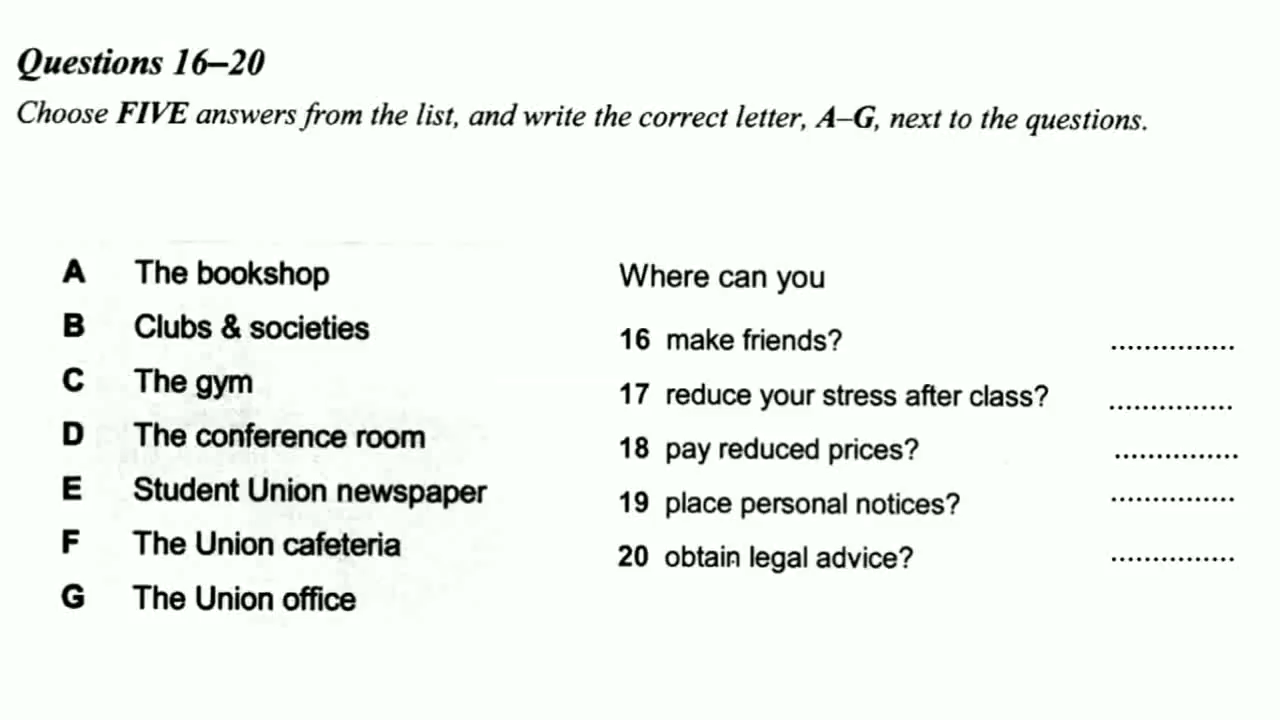 Questions 16–20
Choose FIVE answers from the list, and write the correct letter, A–G, next to the questions.
A The bookshop
B Clubs & societies
C The gym
D The conference room
E Student Union newspaper
F The Union cafeteria
G The Union office
Where can you
16 make friends? ...............
17 reduce your stress after class? ...............
18 pay reduced prices? ...............
19 place personal notices? ...............
20 obtain legal advice? ...............